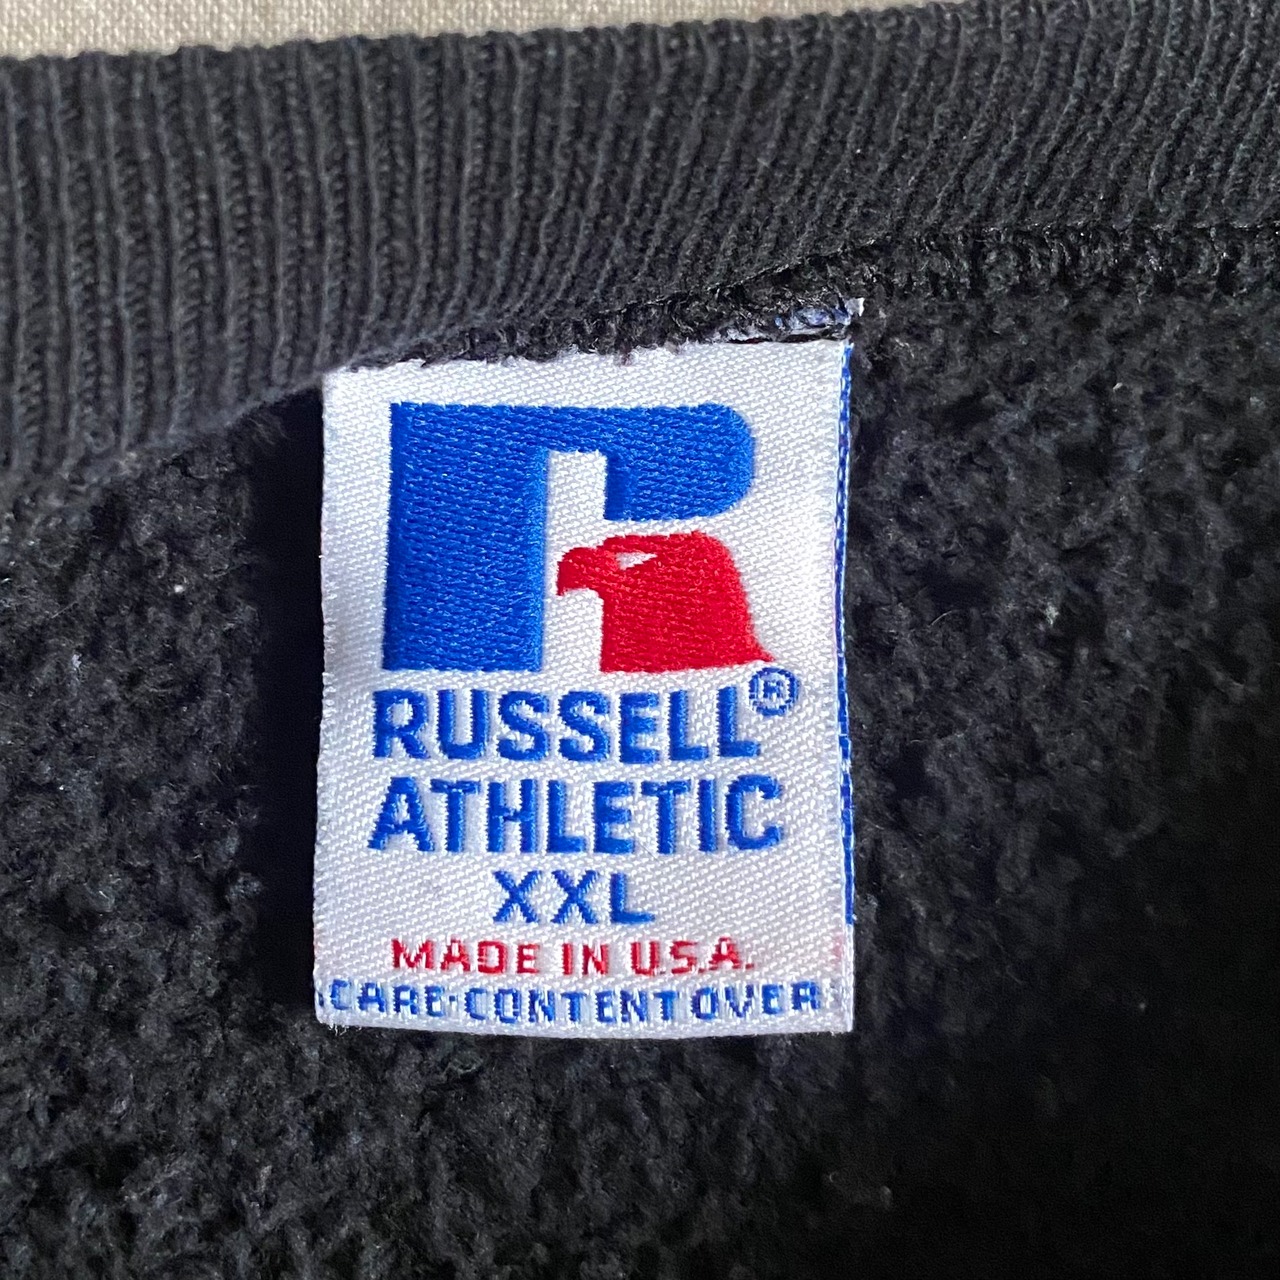 RUSSELL®
ATHLETIC
XXL
MADE IN U.S.A.
CARE·CONTENT OVER